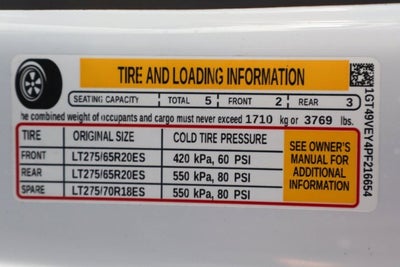 TIRE AND LOADING INFORMATION
SEATING CAPACITY | TOTAL 5 | FRONT 2 | REAR 3
he combined weight of occupants and cargo must never exceed 1710 kg or 3769 lbs.
TIRE ORIGINAL SIZE COLD TIRE PRESSURE
FRONT LT275/65R20ES 420 kPa, 60 PSI
REAR LT275/65R20ES 550 kPa, 80 PSI
SPARE LT275/70R18ES 550 kPa, 80 PSI
SEE OWNER'S
MANUAL FOR
ADDITIONAL
INFORMATION
1GT49VEY4PF216654